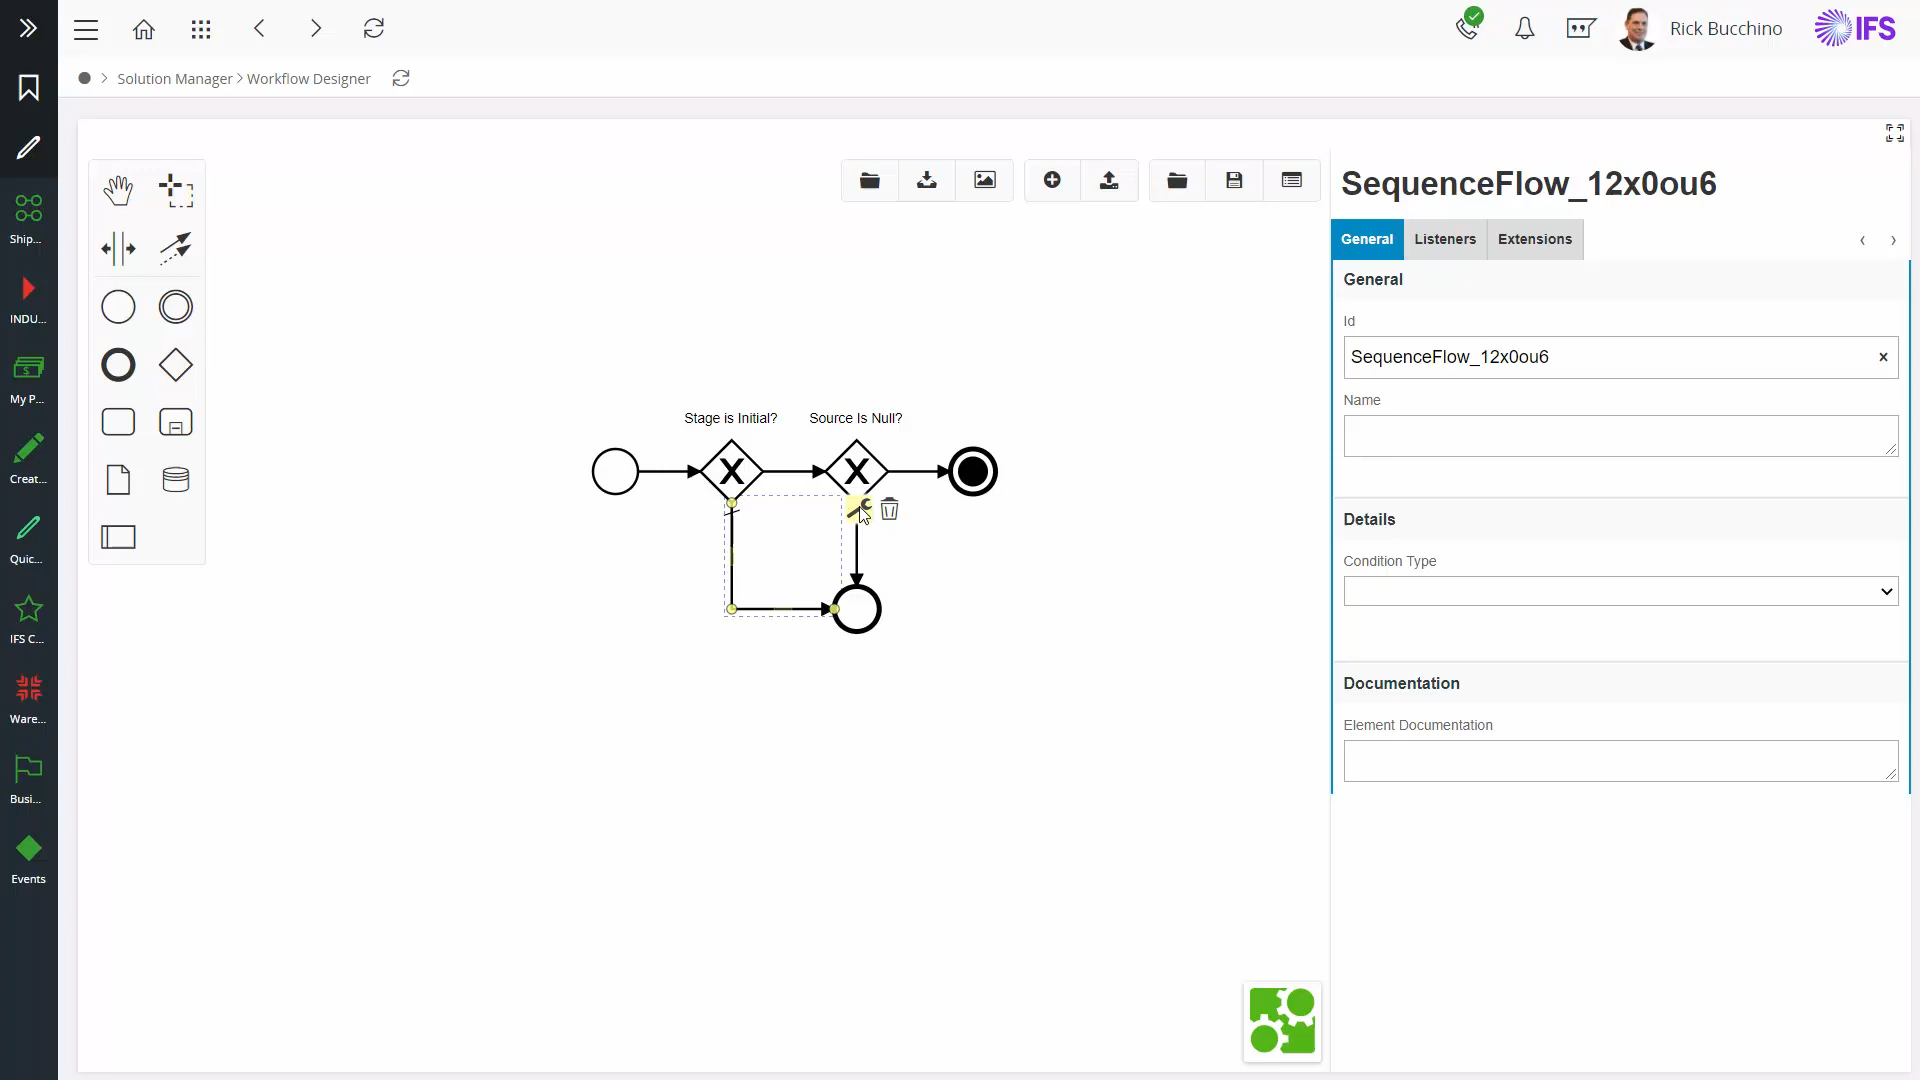 Rick Bucchino
IFS
Solution Manager > Workflow Designer
Ship...
INDU...
My P...
Creat...
Quic...
IFS C...
Ware...
Busi...
Events
Stage is Initial?
Source Is Null?
SequenceFlow_12x0ou6
General
Listeners
Extensions
General
Id
SequenceFlow_12x0ou6
Name
Details
Condition Type
Documentation
Element Documentation